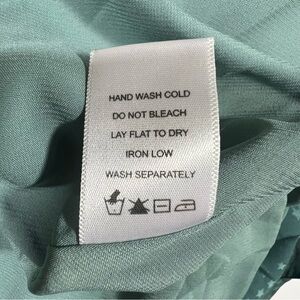 HAND WASH COLD
DO NOT BLEACH
LAY FLAT TO DRY
IRON LOW
WASH SEPARATELY